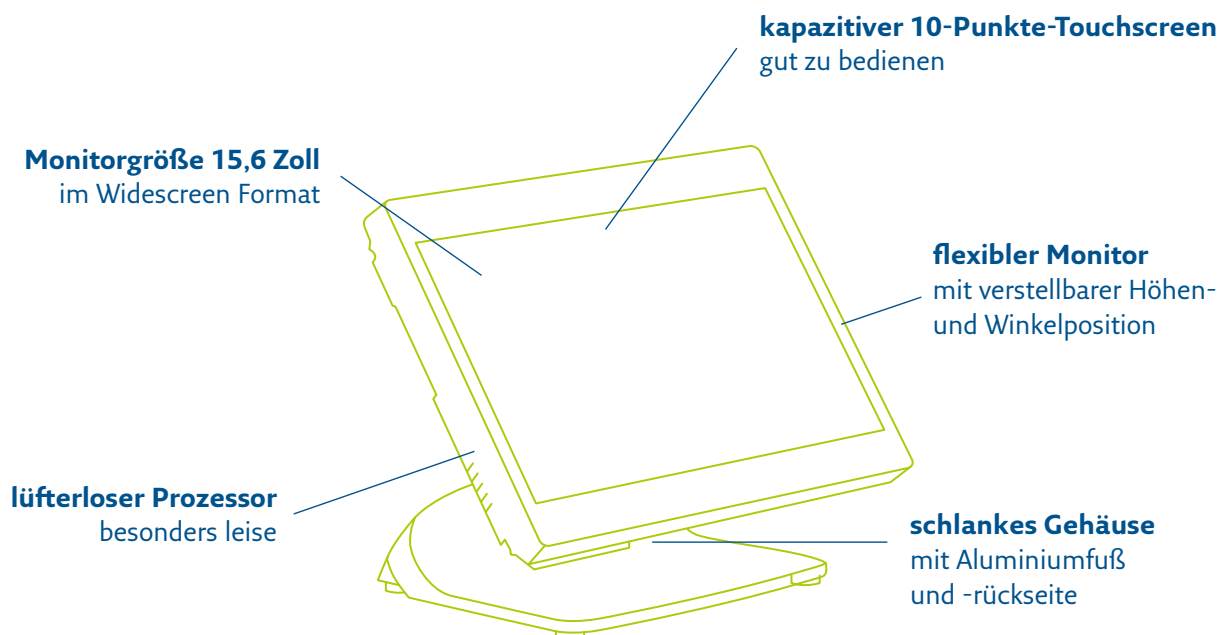 kapazitiver 10-Punkte-Touchscreen
gut zu bedienen
Monitorgröße 15,6 Zoll
im Widescreen Format
flexibler Monitor
mit verstellbarer Höhen-
und Winkelposition
lüfterloser Prozessor
besonders leise
schlankes Gehäuse
mit Aluminiumfuß
und -rückseite